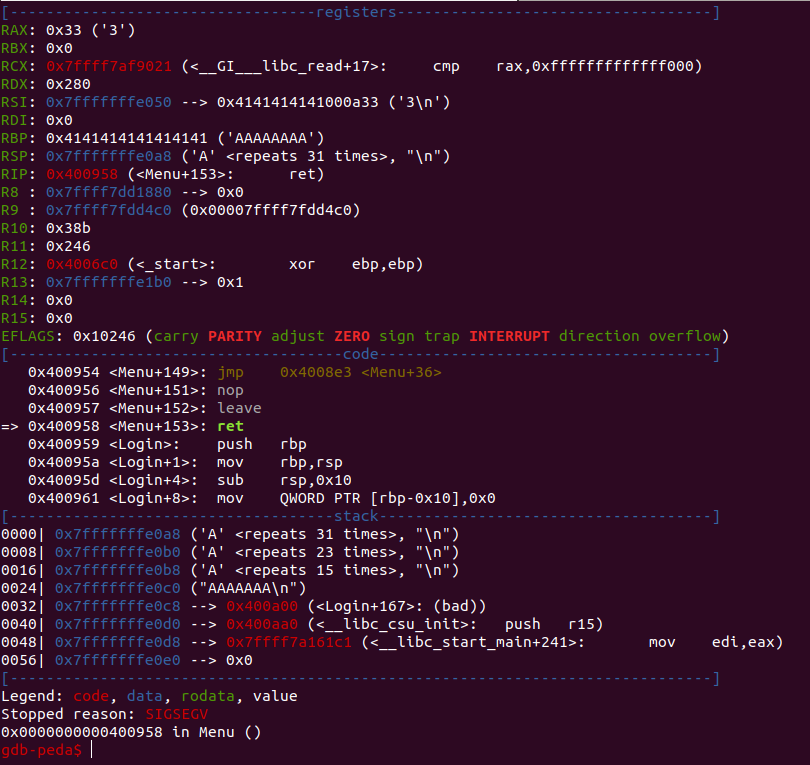 [----------------------------------registers-----------------------------------]
RAX: 0x33 ('3')
RBX: 0x0
RCX: 0x7ffff7af9021 (<__GI___libc_read+17>:     cmp    rax,0xfffffffffffff000)
RDX: 0x280
RSI: 0x7fffffffe050 --> 0x4141414141000a33 ('3\n')
RDI: 0x0
RBP: 0x4141414141414141 ('AAAAAAAA')
RSP: 0x7fffffffe0a8 ('A' <repeats 31 times>, "\n")
RIP: 0x400958 (<Menu+153>:      ret)
R8 : 0x7ffff7dd1880 --> 0x0
R9 : 0x7ffff7fdd4c0 (0x00007ffff7fdd4c0)
R10: 0x38b
R11: 0x246
R12: 0x4006c0 (<_start>:        xor    ebp,ebp)
R13: 0x7fffffffe1b0 --> 0x1
R14: 0x0
R15: 0x0
EFLAGS: 0x10246 (carry PARITY adjust ZERO sign trap INTERRUPT direction overflow)
[-------------------------------------code-------------------------------------]
   0x400954 <Menu+149>: jmp    0x4008e3 <Menu+36>
   0x400956 <Menu+151>: nop
   0x400957 <Menu+152>: leave
=> 0x400958 <Menu+153>: ret
   0x400959 <Login>:    push   rbp
   0x40095a <Login+1>:  mov    rbp,rsp
   0x40095d <Login+4>:  sub    rsp,0x10
   0x400961 <Login+8>:  mov    QWORD PTR [rbp-0x10],0x0
[------------------------------------stack-------------------------------------]
0000| 0x7fffffffe0a8 ('A' <repeats 31 times>, "\n")
0008| 0x7fffffffe0b0 ('A' <repeats 23 times>, "\n")
0016| 0x7fffffffe0b8 ('A' <repeats 15 times>, "\n")
0024| 0x7fffffffe0c0 ("AAAAAAA\n")
0032| 0x7fffffffe0c8 --> 0x400a00 (<Login+167>: (bad))
0040| 0x7fffffffe0d0 --> 0x400aa0 (<__libc_csu_init>:   push   r15)
0048| 0x7fffffffe0d8 --> 0x7ffff7a161c1 (<__libc_start_main+241>:        mov    edi,eax)
0056| 0x7fffffffe0e0 --> 0x0
[------------------------------------------------------------------------------]
Legend: code, data, rodata, value
Stopped reason: SIGSEGV
0x0000000000400958 in Menu ()
gdb-peda$